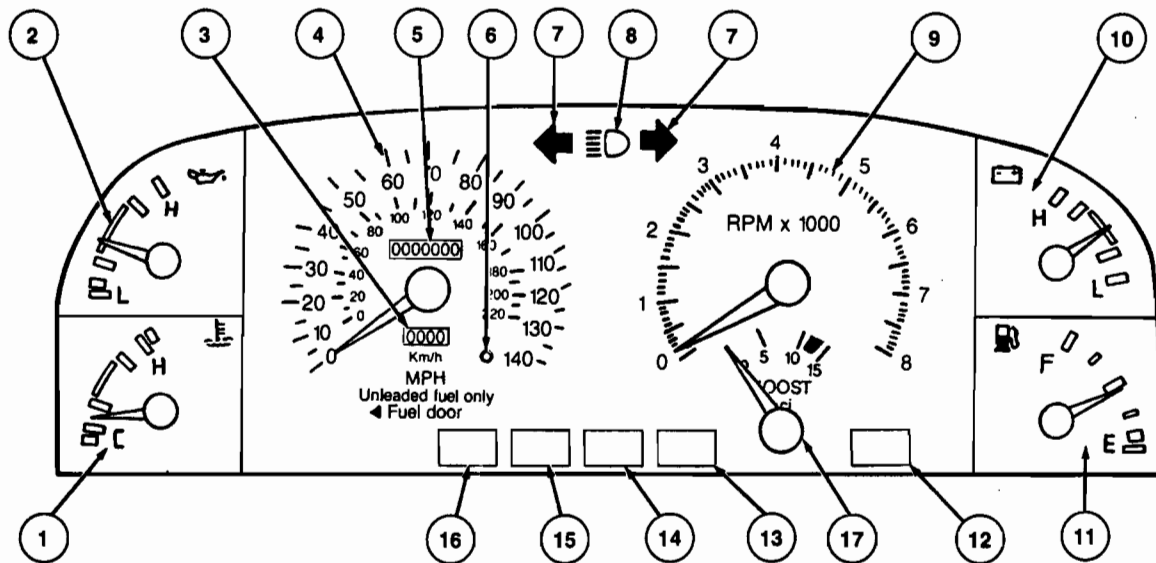 2 3 4 5 6 7 8 7 9 10
H
L
H
C
60 80
50 90
40 100
30 110
20 120
10 130
0 140
100 120 140
80 160
60
40 180
20 200
0 220
0000000
0000
Km/h
MPH
Unleaded fuel only
◀ Fuel door
RPM x 1000
0 1 2 3 4 5 6 7 8
5 10 15
H
L
F
E
1 16 15 14 13 17 12 11